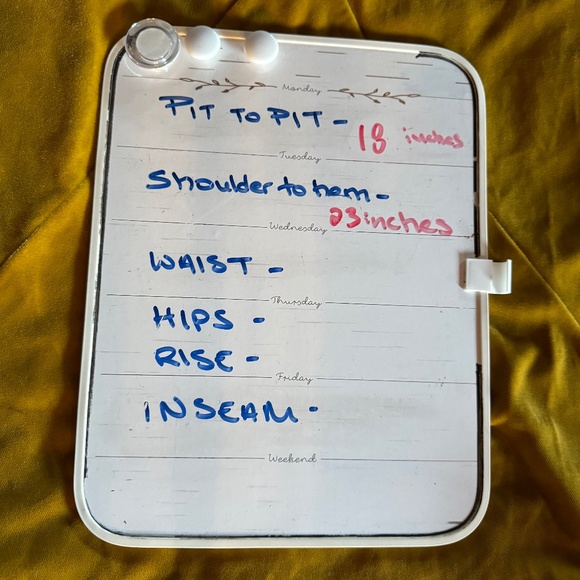 Monday
PIT TO PIT -
18 inches
Tuesday
Shoulder to hem -
23 inches
Wednesday
WAIST -
Thursday
HIPS -
RISE -
Friday
INSEAM -
Weekend